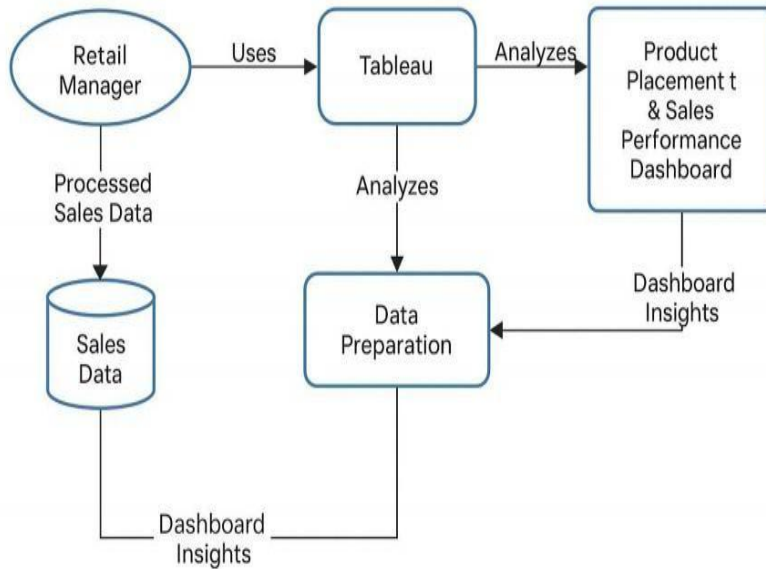 Retail
Manager
Uses
Tableau
Analyzes
Product
Placement t
& Sales
Performance
Dashboard
Processed
Sales Data
Analyzes
Dashboard
Insights
Sales
Data
Data
Preparation
Dashboard
Insights